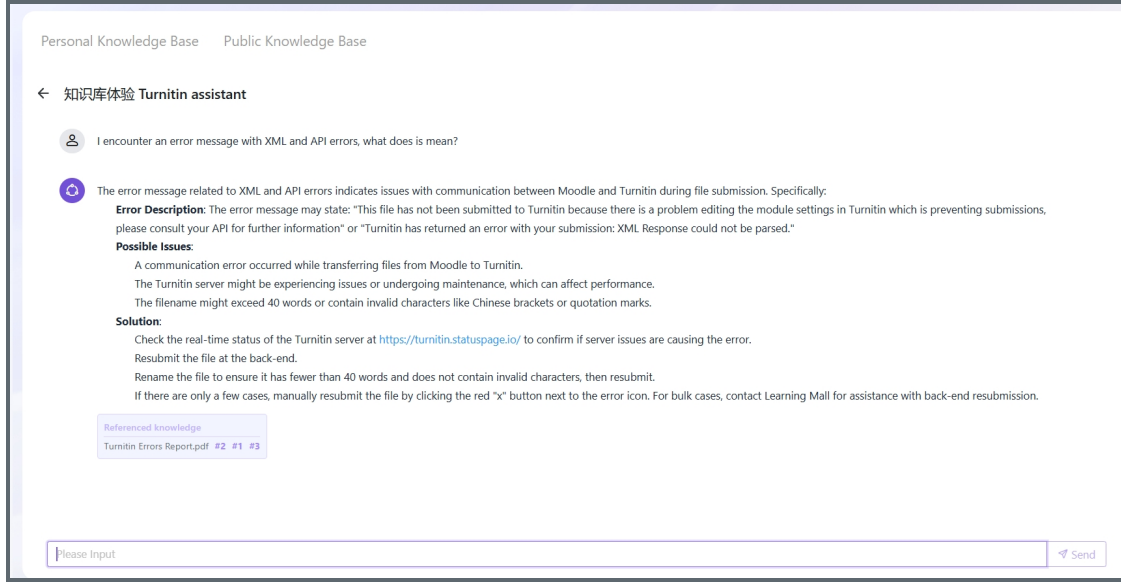 Personal Knowledge Base Public Knowledge Base
知识库体验 Turnitin assistant
I encounter an error message with XML and API errors, what does is mean?
The error message related to XML and API errors indicates issues with communication between Moodle and Turnitin during file submission. Specifically:
Error Description: The error message may state: "This file has not been submitted to Turnitin because there is a problem editing the module settings in Turnitin which is preventing submissions,
please consult your API for further information" or "Turnitin has returned an error with your submission: XML Response could not be parsed."
Possible Issues:
A communication error occurred while transferring files from Moodle to Turnitin.
The Turnitin server might be experiencing issues or undergoing maintenance, which can affect performance.
The filename might exceed 40 words or contain invalid characters like Chinese brackets or quotation marks.
Solution:
Check the real-time status of the Turnitin server at https://turnitin.statuspage.io/ to confirm if server issues are causing the error.
Resubmit the file at the back-end.
Rename the file to ensure it has fewer than 40 words and does not contain invalid characters, then resubmit.
If there are only a few cases, manually resubmit the file by clicking the red "x" button next to the error icon. For bulk cases, contact Learning Mall for assistance with back-end resubmission.
Referenced knowledge
Turnitin Errors Report.pdf #2 #1 #3
Please Input
Send